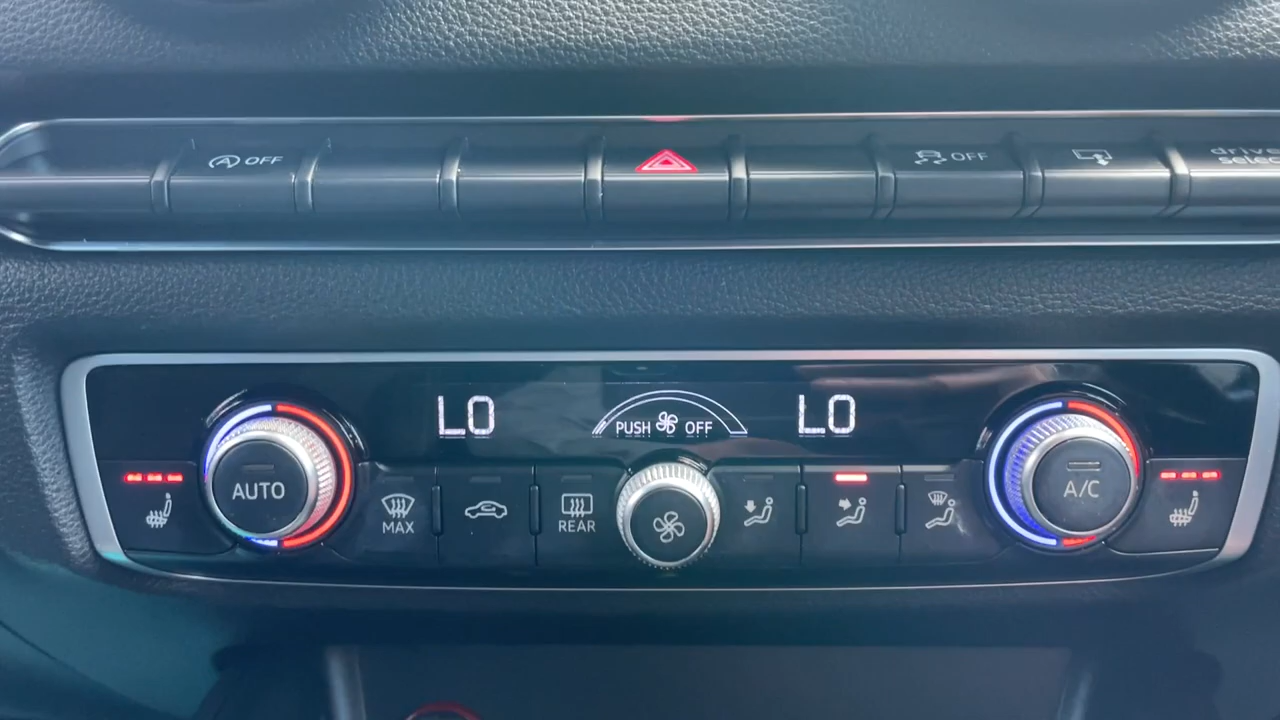 OFF
OFF
drive
select
LO
PUSH OFF
LO
AUTO
MAX
REAR
A/C